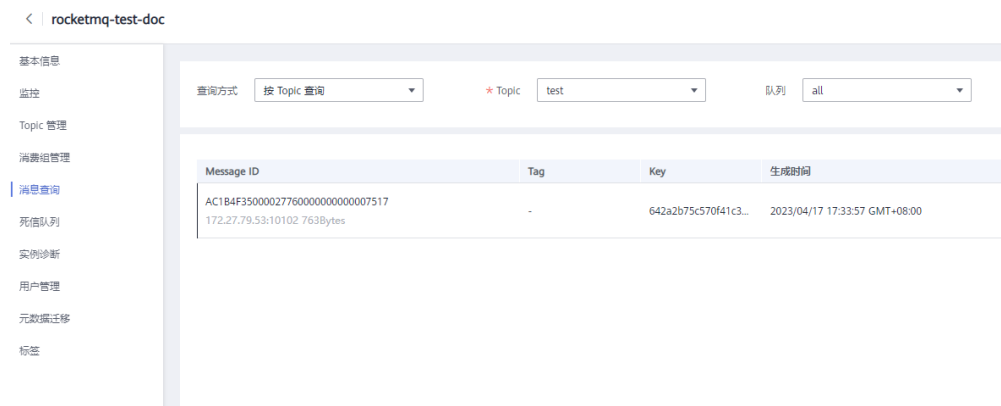 rocketmq-test-doc
基本信息
监控
Topic 管理
消费组管理
消息查询
死信队列
实例诊断
用户管理
元数据迁移
标签
查询方式 按 Topic 查询 * Topic test 队列 all
Message ID Tag Key 生成时间
AC1B4F35000027760000000000007517
172.27.79.53:10102 763Bytes - 642a2b75c570f41c3... 2023/04/17 17:33:57 GMT+08:00